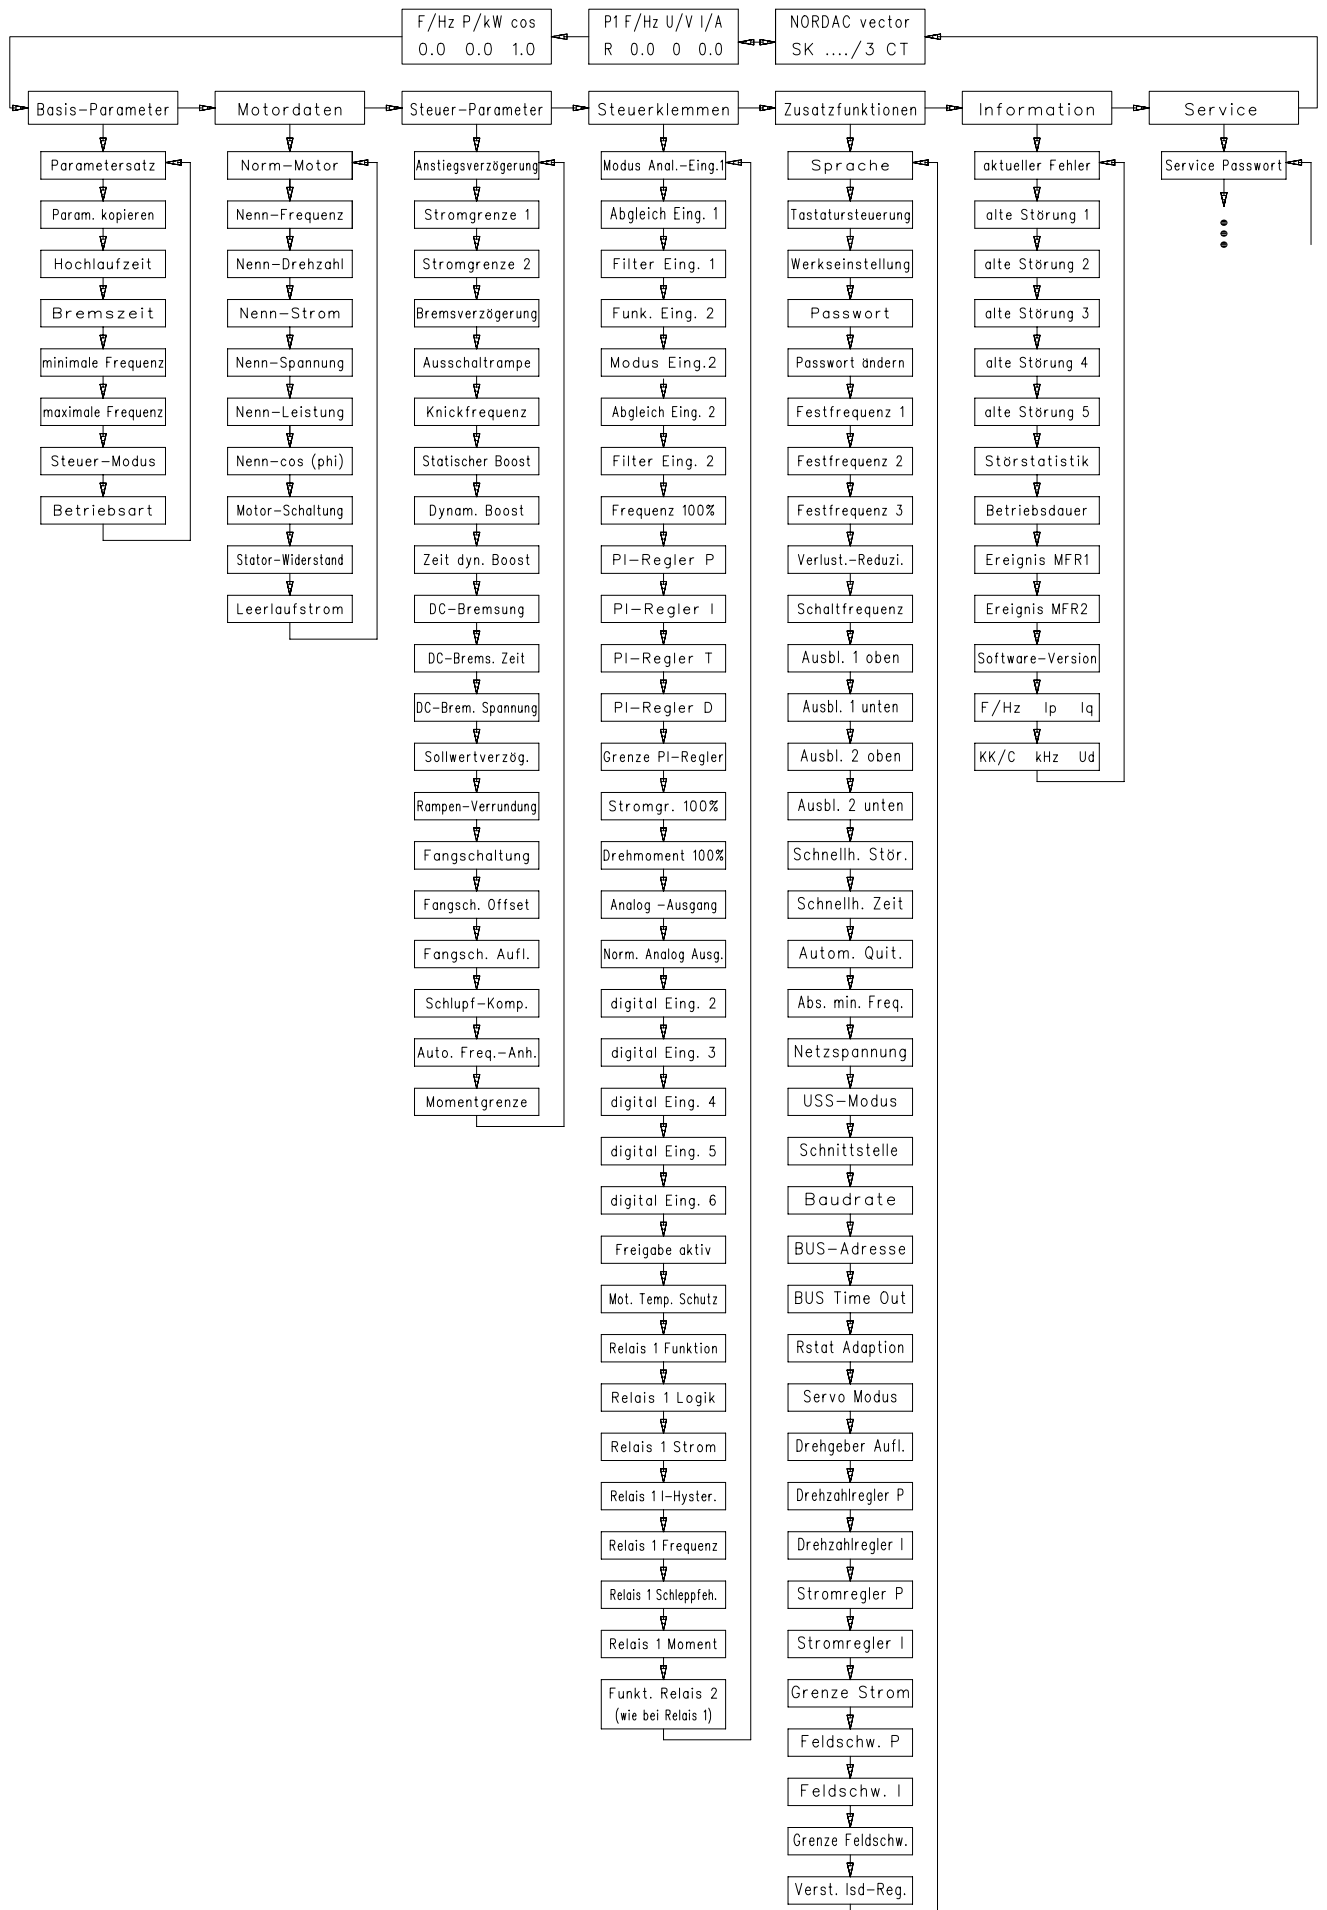 F/Hz P/kW cos
0.0 0.0 1.0
P1 F/Hz U/V I/A
R 0.0 0 0.0
NORDAC vector
SK ..../3 CT
Basis-Parameter
Parametersatz
Param. kopieren
Hochlaufzeit
Bremszeit
minimale Frequenz
maximale Frequenz
Steuer-Modus
Betriebsart
Motordaten
Norm-Motor
Nenn-Frequenz
Nenn-Drehzahl
Nenn-Strom
Nenn-Spannung
Nenn-Leistung
Nenn-cos (phi)
Motor-Schaltung
Stator-Widerstand
Leerlaufstrom
Steuer-Parameter
Anstiegsverzögerung
Stromgrenze 1
Stromgrenze 2
Bremsverzögerung
Ausschaltrampe
Knickfrequenz
Statischer Boost
Dynam. Boost
Zeit dyn. Boost
DC-Bremsung
DC-Brems. Zeit
DC-Brem. Spannung
Sollwertverzög.
Rampen-Verrundung
Fangschaltung
Fangsch. Offset
Fangsch. Aufl.
Schlupf-Komp.
Auto. Freq.-Anh.
Momentgrenze
Steuerklemmen
Modus Anal.-Eing.1
Abgleich Eing. 1
Filter Eing. 1
Funk. Eing. 2
Modus Eing.2
Abgleich Eing. 2
Filter Eing. 2
Frequenz 100%
PI-Regler P
PI-Regler I
PI-Regler T
PI-Regler D
Grenze PI-Regler
Stromgr. 100%
Drehmoment 100%
Analog -Ausgang
Norm. Analog Ausg.
digital Eing. 2
digital Eing. 3
digital Eing. 4
digital Eing. 5
digital Eing. 6
Freigabe aktiv
Mot. Temp. Schutz
Relais 1 Funktion
Relais 1 Logik
Relais 1 Strom
Relais 1 I-Hyster.
Relais 1 Frequenz
Relais 1 Schleppfeh.
Relais 1 Moment
Funkt. Relais 2
(wie bei Relais 1)
Zusatzfunktionen
Sprache
Tastatursteuerung
Werkseinstellung
Passwort
Passwort ändern
Festfrequenz 1
Festfrequenz 2
Festfrequenz 3
Verlust.-Reduzi.
Schaltfrequenz
Ausbl. 1 oben
Ausbl. 1 unten
Ausbl. 2 oben
Ausbl. 2 unten
Schnellh. Stör.
Schnellh. Zeit
Autom. Quit.
Abs. min. Freq.
Netzspannung
USS-Modus
Schnittstelle
Baudrate
BUS-Adresse
BUS Time Out
Rstat Adaption
Servo Modus
Drehgeber Aufl.
Drehzahlregler P
Drehzahlregler I
Stromregler P
Stromregler I
Grenze Strom
Feldschw. P
Feldschw. I
Grenze Feldschw.
Verst. Isd-Reg.
Information
aktueller Fehler
alte Störung 1
alte Störung 2
alte Störung 3
alte Störung 4
alte Störung 5
Störstatistik
Betriebsdauer
Ereignis MFR1
Ereignis MFR2
Software-Version
F/Hz Ip Iq
KK/C kHz Ud
Service
Service Passwort